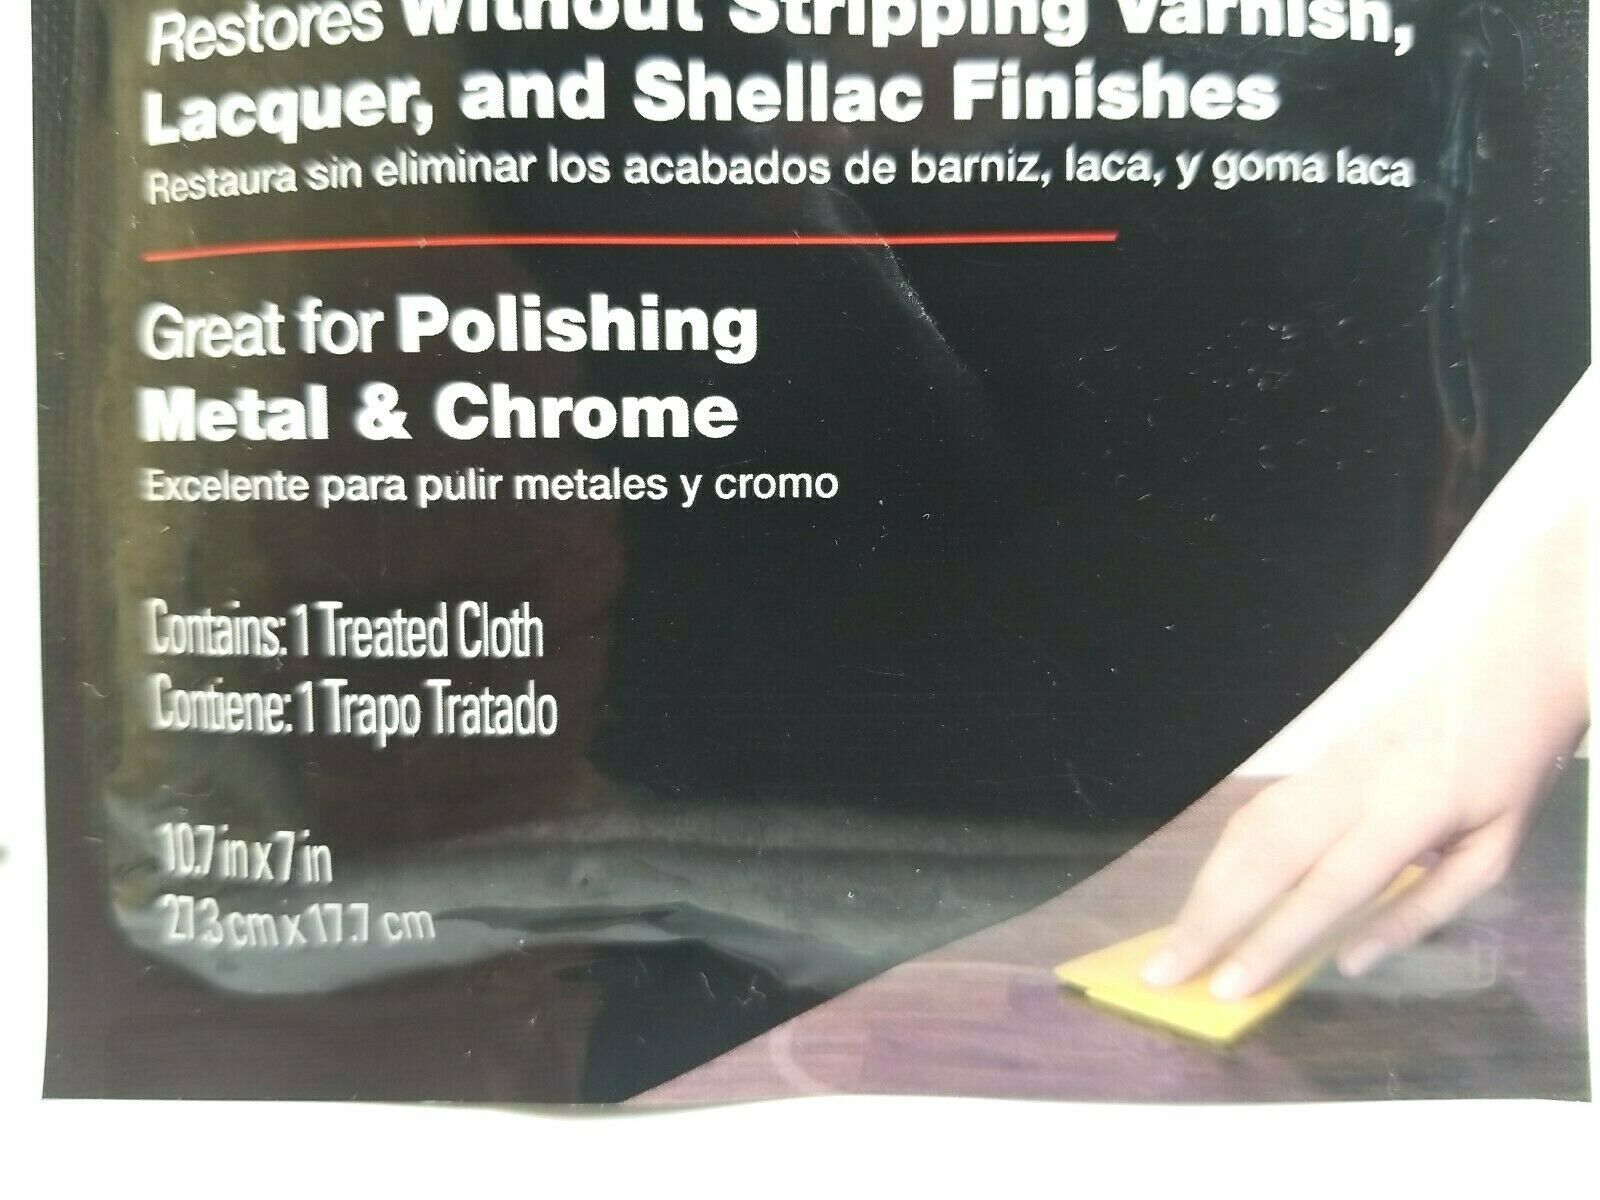 Restores Without Stripping Varnish,
Lacquer, and Shellac Finishes
Restaura sin eliminar los acabados de barniz, laca, y goma laca
Great for Polishing
Metal & Chrome
Excelente para pulir metales y cromo
Contains: 1 Treated Cloth
Contiene: 1 Trapo Tratado
10.7 in x 7 in
27.3 cm x 17.7 cm